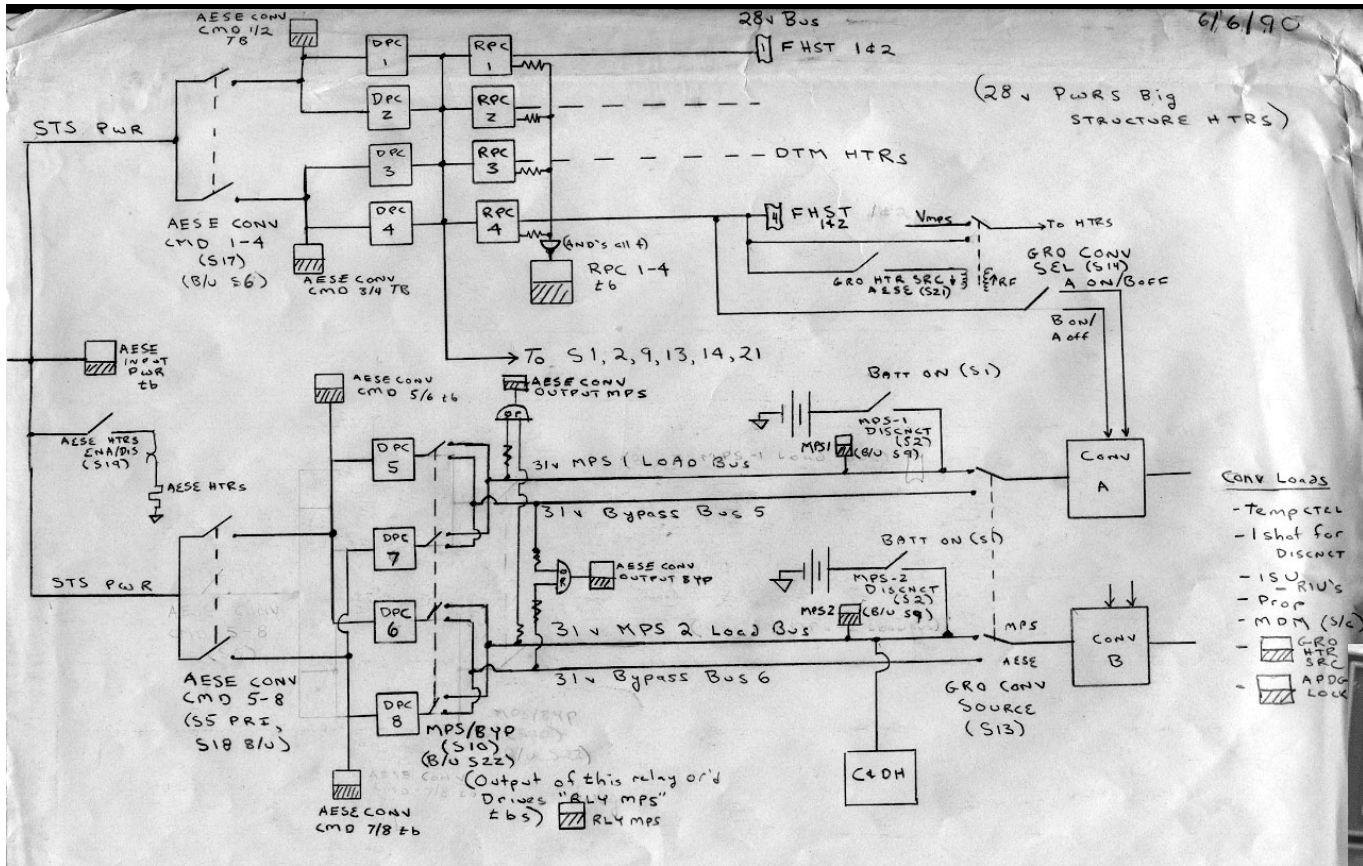 6/6/90
AESE CONV
CMD 1/2
TB
28v Bus
DPC
1
RPC
1
1
FHST 1&2
DPC
2
RPC
2
(28v PWRS Big
STRUCTURE HTRS)
STS PWR
DPC
3
RPC
3
DTM HTRS
DPC
4
RPC
4
4
FHST
1&2
Vmps
To HTRS
AESE CONV
CMD 1-4
(S17)
(B/U S6)
AESE CONV
CMD 3/4 TB
(AND's all 4)
RPC 1-4
tb
GRO HTR SRC
AESE (S21)
RF
GRO CONV
SEL (S14)
A ON/B OFF
B ON/
A off
AESE
INPUT
PWR
tb
To S1, 2, 9, 13, 14, 21
AESE CONV
CMD 5/6 tb
AESE CONV
OUTPUT MPS
or
BATT ON (S1)
MPS-1
DISCNCT
(S2)
(B/U S9)
MPS1
AESE HTRS
ENA/DIS
(S19)
AESE HTRS
DPC
5
31v MPS 1 LOAD Bus
CONV
A
31v Bypass Bus 5
DPC
7
OR
AESE CONV
OUTPUT BYP
BATT ON (S1)
MPS-2
DISCNCT
(S2)
(B/U S9)
MPS2
STS PWR
DPC
6
31v MPS 2 Load Bus
MPS
CONV
B
31v Bypass Bus 6
AESE
GRO CONV
SOURCE
(S13)
AESE CONV
CMD 5-8
(S5 PRI,
S18 B/U)
DPC
8
MPS/BYP
(S10)
(B/U S22)
(Output of this relay or'd
Drives "RLY MPS"
tbs)
RLY MPS
AESE CONV
CMD 7/8 tb
C&DH
Conv Loads
- Temp CTRL
- 1 shot for
DISCNCT
- ISU
- RIU's
- Prop
- MDM (S/C)
- GRO
HTR
SRC
- APDG
LOCK